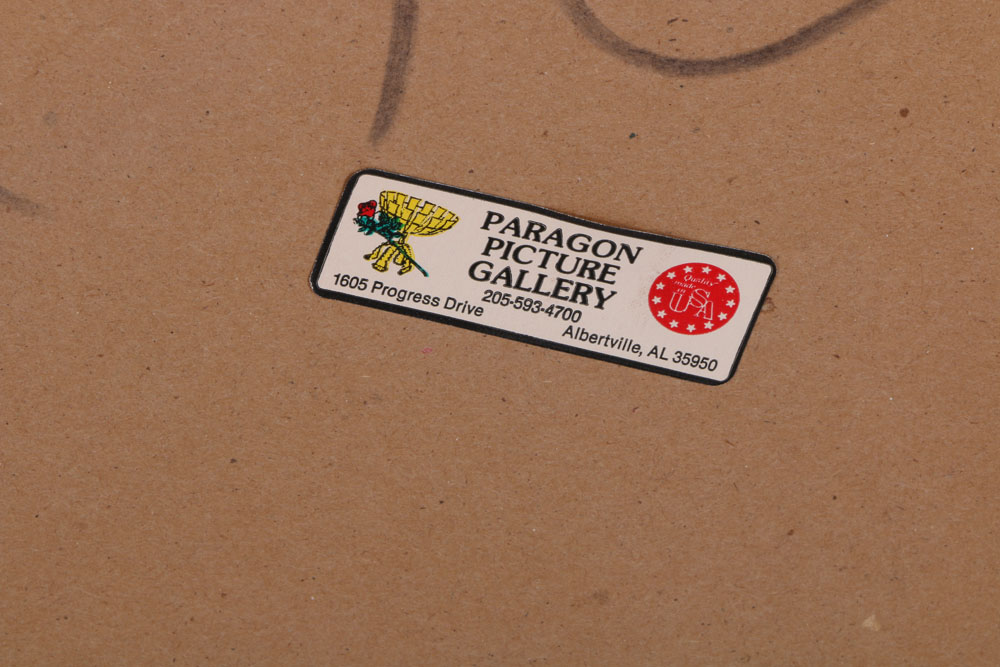 PARAGON
PICTURE
GALLERY
205-593-4700
1605 Progress Drive
Albertville, AL 35950
Quality
made
in
USA